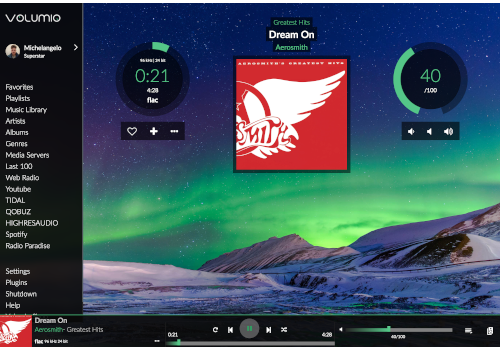 VOLUMIO
Michelangelo
Superstar
Favorites
Playlists
Music Library
Artists
Albums
Genres
Media Servers
Last 100
Web Radio
Youtube
TIDAL
QOBUZ
HIGHRESAUDIO
Spotify
Radio Paradise
Settings
Plugins
Shutdown
Help
96 kHz 24 bit
0:21
4:28
flac
Greatest Hits
Dream On
Aerosmith
AEROSMITH'S GREATEST HITS
40
/100
Dream On
Aerosmith- Greatest Hits
flac 96 kHz 24 bit
0:21
4:28
40/100